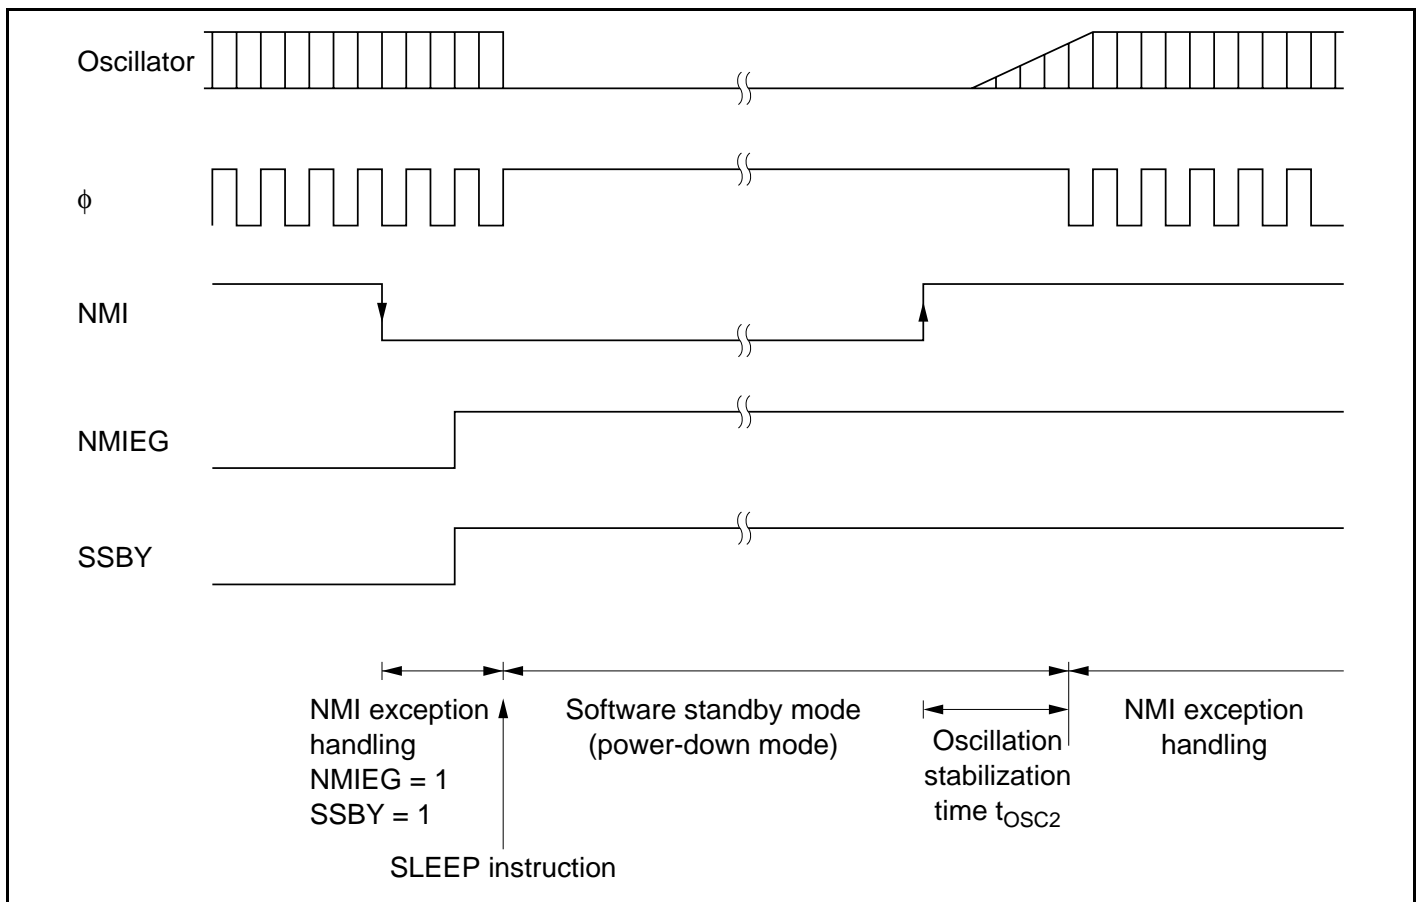 Oscillator
ϕ
NMI
NMIEG
SSBY
NMI exception
handling
NMIEG = 1
SSBY = 1
SLEEP instruction
Software standby mode
(power-down mode)
Oscillation
stabilization
time tOSC2
NMI exception
handling